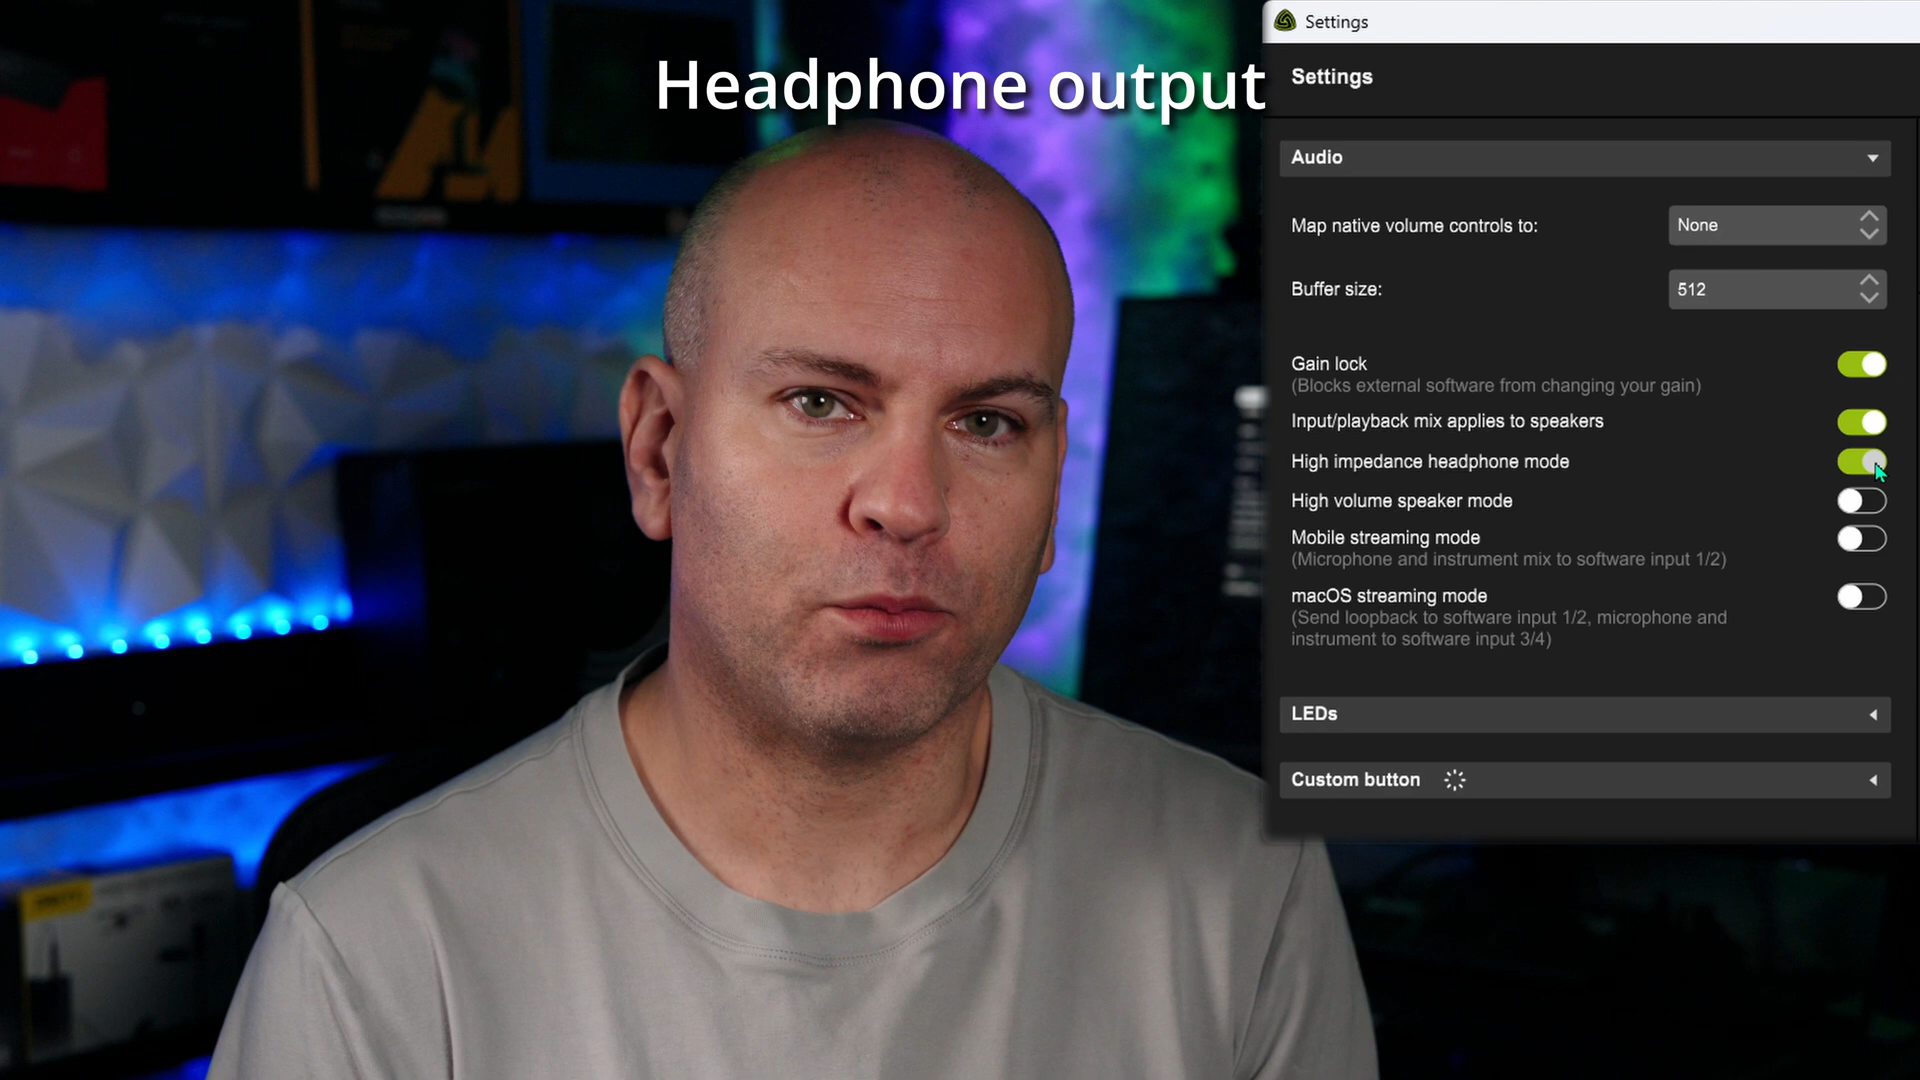 Headphone output
Settings
Settings
Audio
Map native volume controls to:
None
Buffer size:
512
Gain lock
(Blocks external software from changing your gain)
Input/playback mix applies to speakers
High impedance headphone mode
High volume speaker mode
Mobile streaming mode
(Microphone and instrument mix to software input 1/2)
macOS streaming mode
(Send loopback to software input 1/2, microphone and
instrument to software input 3/4)
LEDs
Custom button